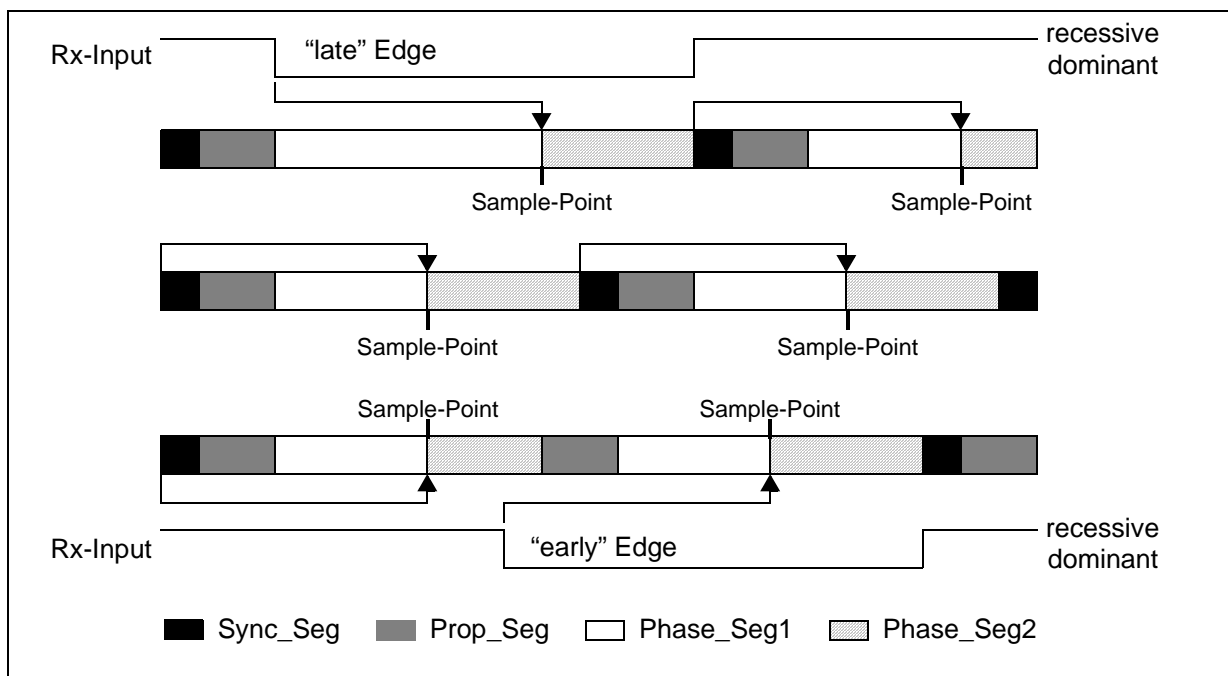 Rx-Input
“late” Edge
recessive
dominant
Sample-Point
Sample-Point
Sample-Point
Sample-Point
Sample-Point
Sample-Point
Rx-Input
“early” Edge
recessive
dominant
Sync_Seg
Prop_Seg
Phase_Seg1
Phase_Seg2